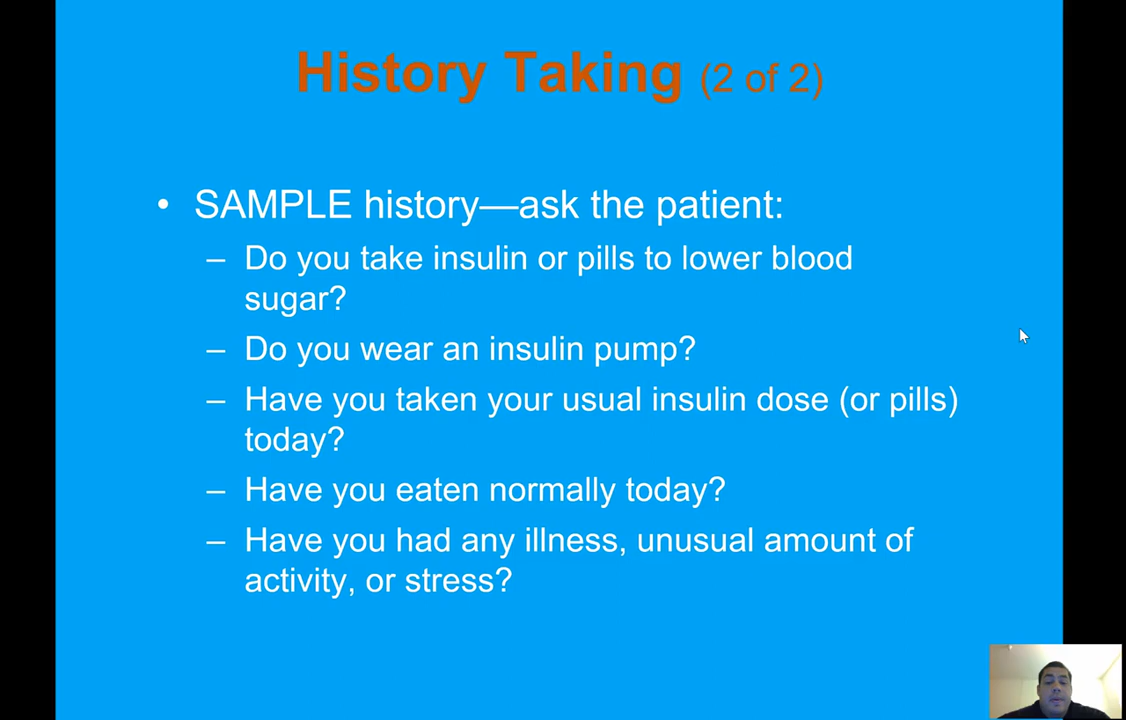 History Taking (2 of 2)
• SAMPLE history—ask the patient:
– Do you take insulin or pills to lower blood
sugar?
– Do you wear an insulin pump?
– Have you taken your usual insulin dose (or pills)
today?
– Have you eaten normally today?
– Have you had any illness, unusual amount of
activity, or stress?